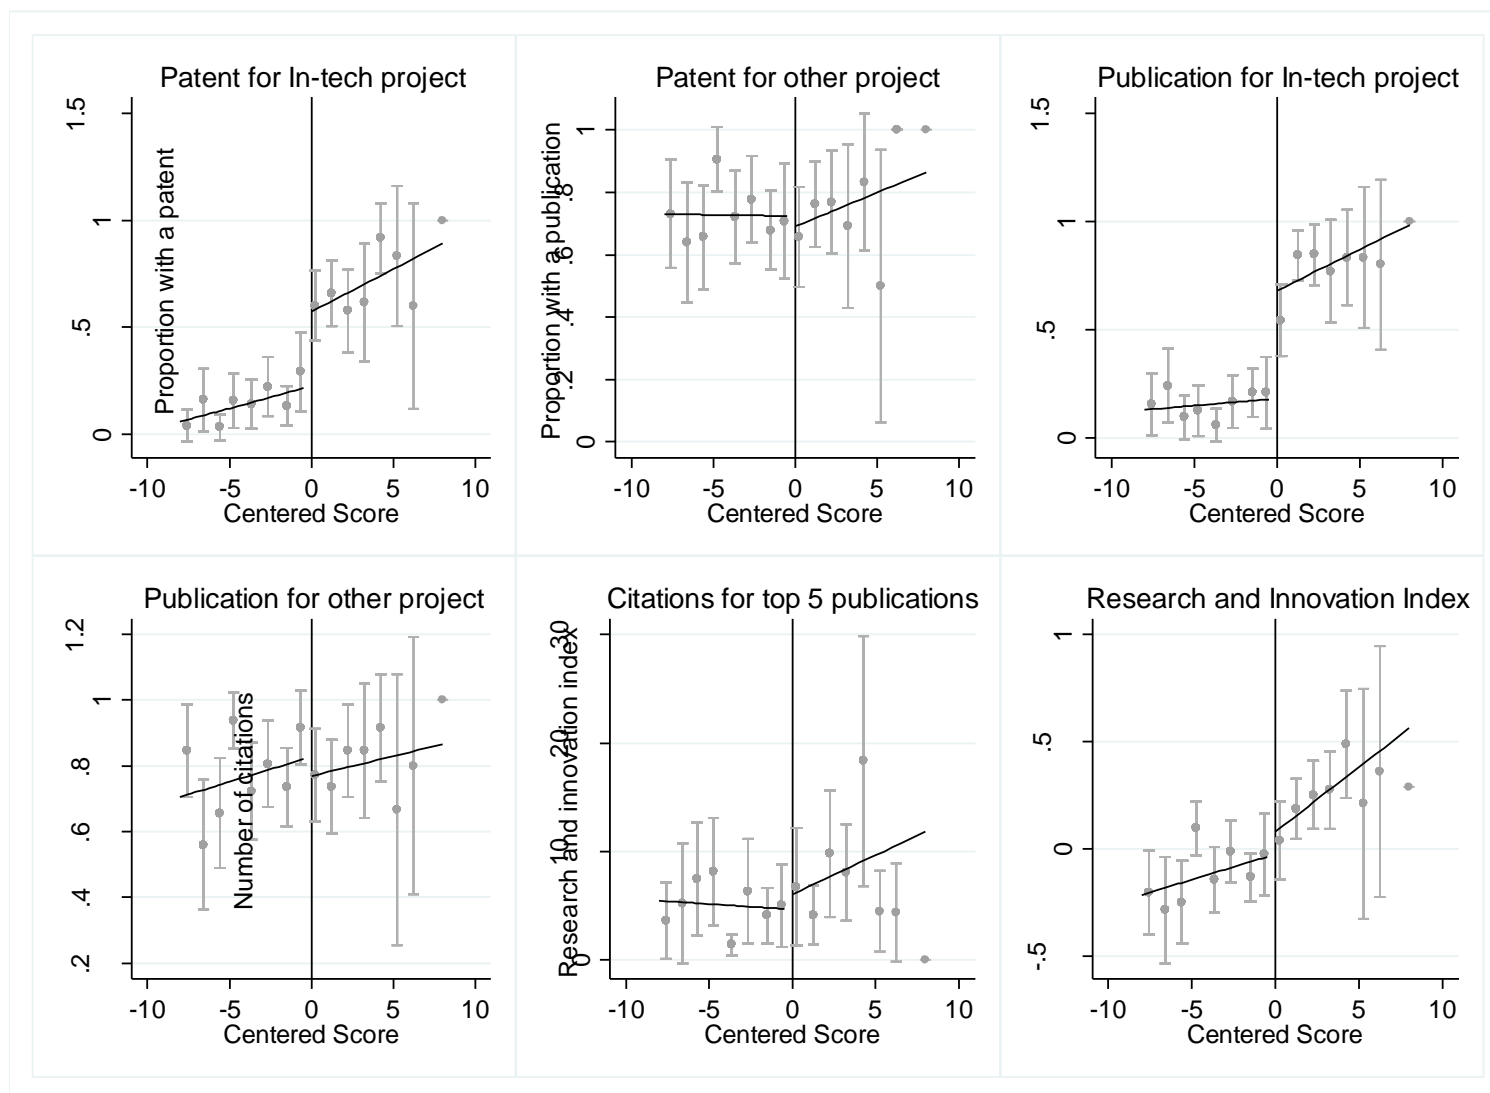 Patent for In-tech project
Proportion with a patent
1.5
1
.5
0
-10 -5 0 5 10
Centered Score
Patent for other project
Proportion with a publication
1
.8
.6
.4
.2
0
-10 -5 0 5 10
Centered Score
Publication for In-tech project
1.5
1
.5
0
-10 -5 0 5 10
Centered Score
Publication for other project
Number of citations
1.2
1
.8
.6
.4
.2
-10 -5 0 5 10
Centered Score
Citations for top 5 publications
Research and innovation index
30
20
10
0
-10 -5 0 5 10
Centered Score
Research and Innovation Index
1
.5
0
-.5
-10 -5 0 5 10
Centered Score